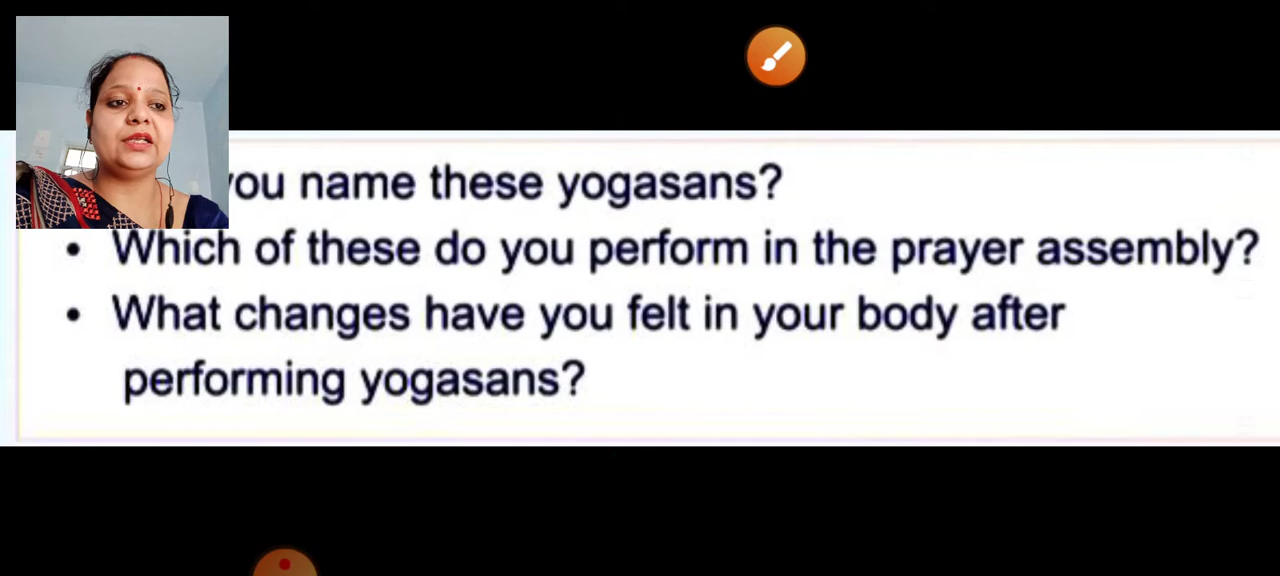 you name these yogasans?
• Which of these do you perform in the prayer assembly?
• What changes have you felt in your body after
performing yogasans?